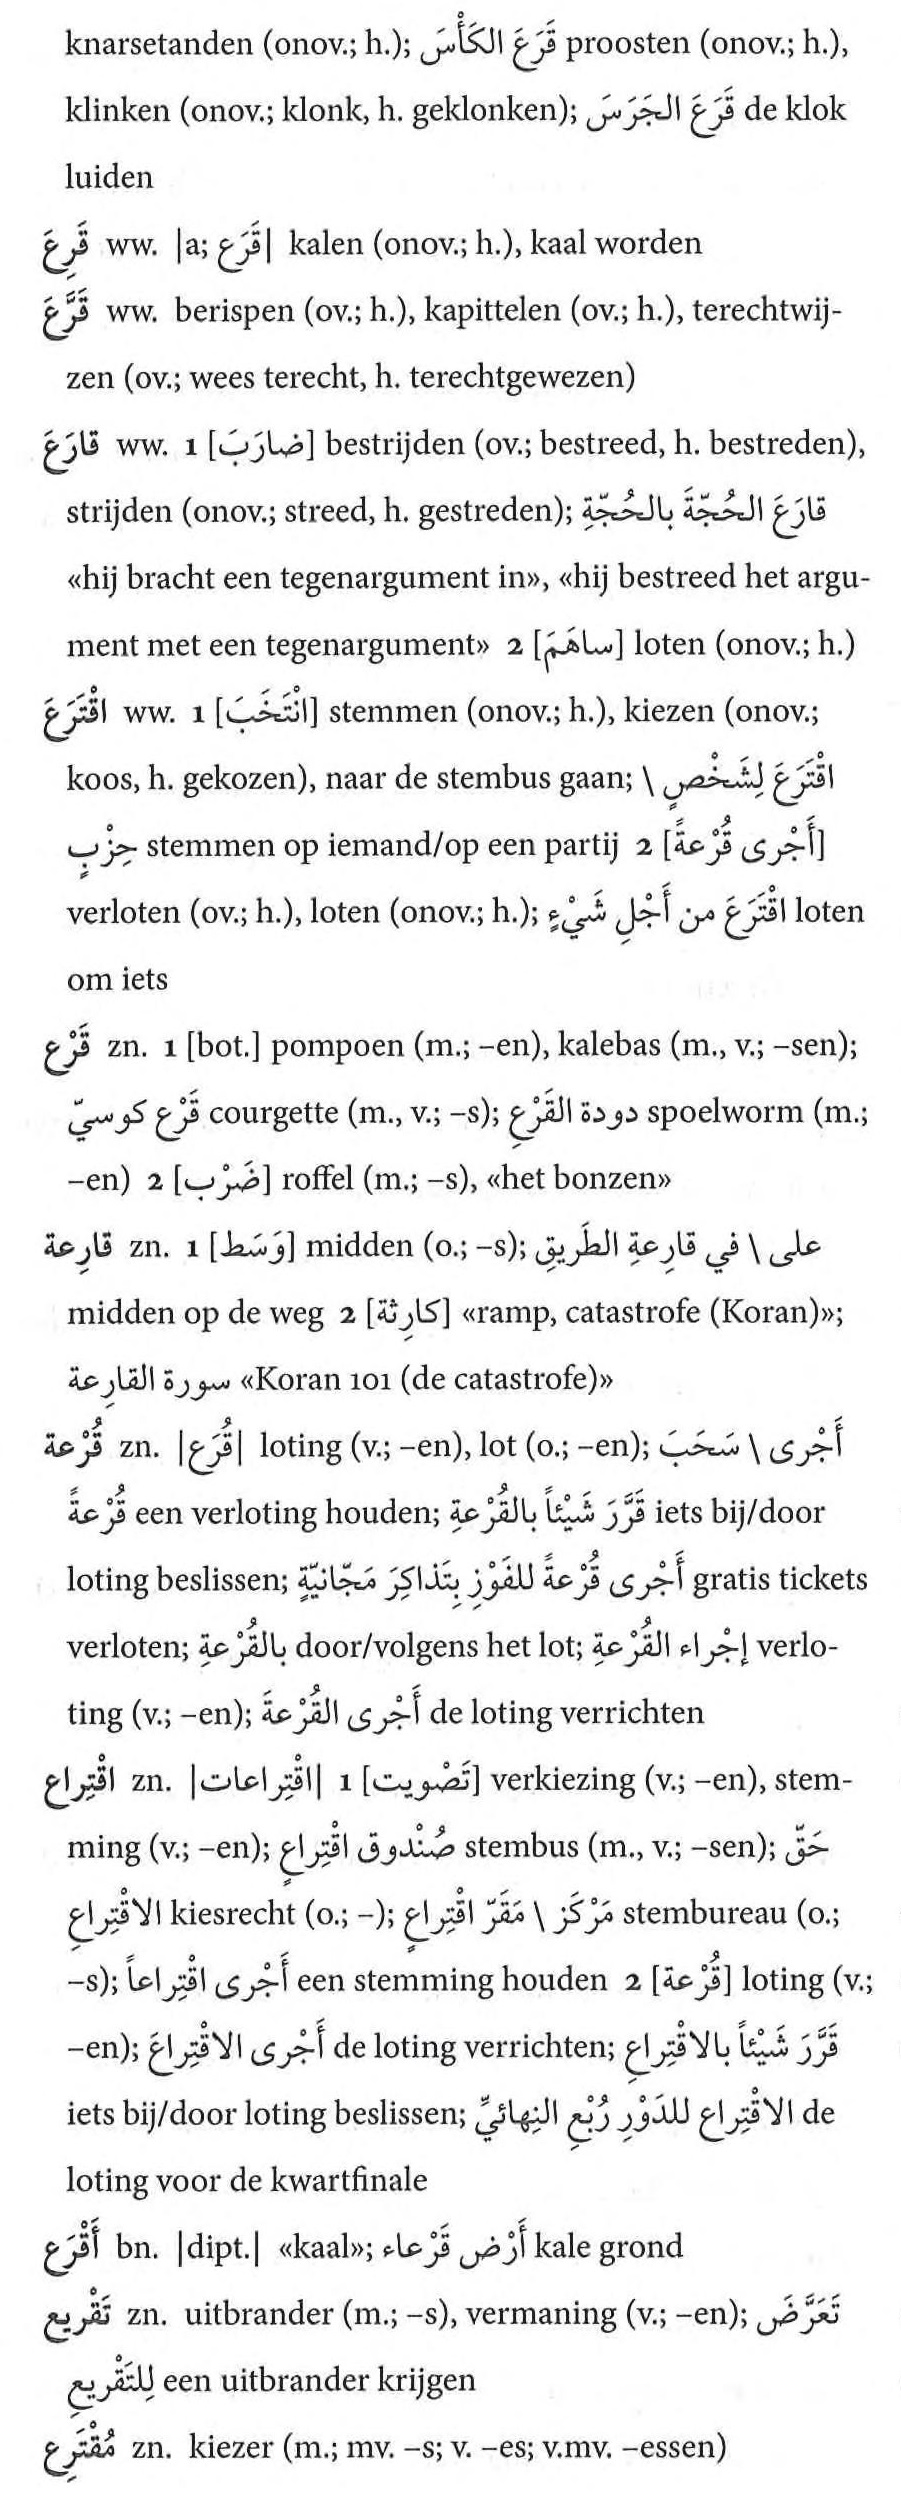 knarsetanden (onov.; h.); قَرَعَ الكَأْسَ proosten (onov.; h.),
klinken (onov.; klonk, h. geklonken); قَرَعَ الجَرَسَ de klok
luiden
قَرِعَ ww. |a; قَرَع| kalen (onov.; h.), kaal worden
قَرَّعَ ww. berispen (ov.; h.), kapittelen (ov.; h.), terechtwij-
zen (ov.; wees terecht, h. terechtgewezen)
قارَعَ ww. 1 [ضارَبَ] bestrijden (ov.; bestreed, h. bestreden),
strijden (onov.; streed, h. gestreden); قارَعَ الحُجّةَ بالحُجّةِ
«hij bracht een tegenargument in», «hij bestreed het argu-
ment met een tegenargument» 2 [ساهَمَ] loten (onov.; h.)
اقْتَرَعَ ww. 1 [انْتَخَبَ] stemmen (onov.; h.), kiezen (onov.;
koos, h. gekozen), naar de stembus gaan; اقْتَرَعَ لِشَخْصٍ \
حِزْبٍ stemmen op iemand/op een partij 2 [أَجْرى قُرْعةً]
verloten (ov.; h.), loten (onov.; h.); اقْتَرَعَ من أَجْلِ شَيْءٍ loten
om iets
قَرْع zn. 1 [bot.] pompoen (m.; –en), kalebas (m., v.; –sen);
قَرْع كوسيّ courgette (m., v.; –s); دودة القَرْعِ spoelworm (m.;
–en) 2 [ضَرْب] roffel (m.; –s), «het bonzen»
قارِعة zn. 1 [وَسَط] midden (o.; –s); على \ في قارِعةِ الطَريقِ
midden op de weg 2 [كارِثة] «ramp, catastrofe (Koran)»;
سورة القارِعة «Koran 101 (de catastrofe)»
قُرْعة zn. |قُرَع| loting (v.; –en), lot (o.; –en); أَجْرى \ سَحَبَ
قُرْعةً een verloting houden; قَرَّرَ شَيْئاً بالقُرْعةِ iets bij/door
loting beslissen; أَجْرى قُرْعةً للفَوْزِ بِتَذاكِرَ مَجّانيّةٍ gratis tickets
verloten; بالقُرْعةِ door/volgens het lot; إجْراء القُرْعةِ verlo-
ting (v.; –en); أَجْرى القُرْعةَ de loting verrichten
اقْتِراع zn. |اقْتِراعات| 1 [تَصْويت] verkiezing (v.; –en), stem-
ming (v.; –en); صُنْدوق اقْتِراعٍ stembus (m., v.; –sen); حَقّ
الاقْتِراعِ kiesrecht (o.; –); مَرْكَز \ مَقَرّ اقْتِراعٍ stembureau (o.;
–s); أَجْرى اقْتِراعاً een stemming houden 2 [قُرْعة] loting (v.;
–en); أَجْرى الاقْتِراعَ de loting verrichten; قَرَّرَ شَيْئاً بالاقْتِراعِ
iets bij/door loting beslissen; الاقْتِراع للدَوْرِ رُبْعِ النِهائيِّ de
loting voor de kwartfinale
أَقْرَع bn. |dipt.| «kaal»; أَرْض قَرْعاء kale grond
تَقْريع zn. uitbrander (m.; –s), vermaning (v.; –en); تَعَرَّضَ
لِلتَقْريعِ een uitbrander krijgen
مُقْتَرِع zn. kiezer (m.; mv. –s; v. –es; v.mv. –essen)